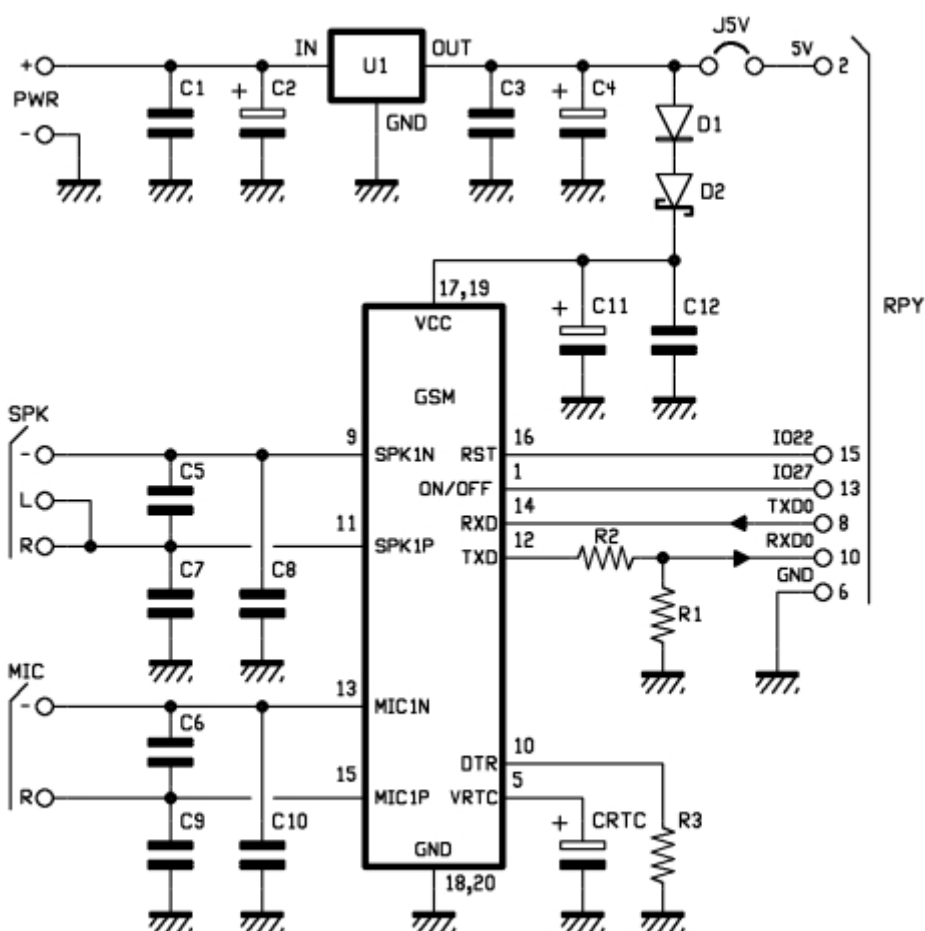 J5V
IN U1 OUT 5V
+ 2
PWR C1 + C2 C3 + C4
- GND D1
D2
17,19
VCC + C11 C12 RPY
GSM
SPK
- 9 SPK1N RST 16 IO22 15
C5 ON/OFF 1 IO27 13
L RXD 14 TXD0 8
R 11 SPK1P TXD 12 R2 RXD0 10
C7 C8 GND 6
R1
MIC
- 13 MIC1N
C6
DTR 10
R 15 MIC1P VRTC 5
C9 C10 + CRTC R3
GND
18,20